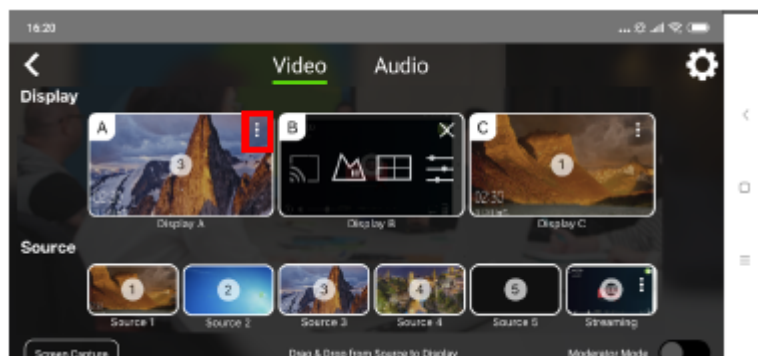 16:20
Video Audio
Display
A B C
3 1
02:30
Display A Display B Display C
Source
1 2 3 4 5
Source 1 Source 2 Source 3 Source 4 Source 5 Streaming
Screen Capture Drag & Drop from Source to Display Moderator Mode